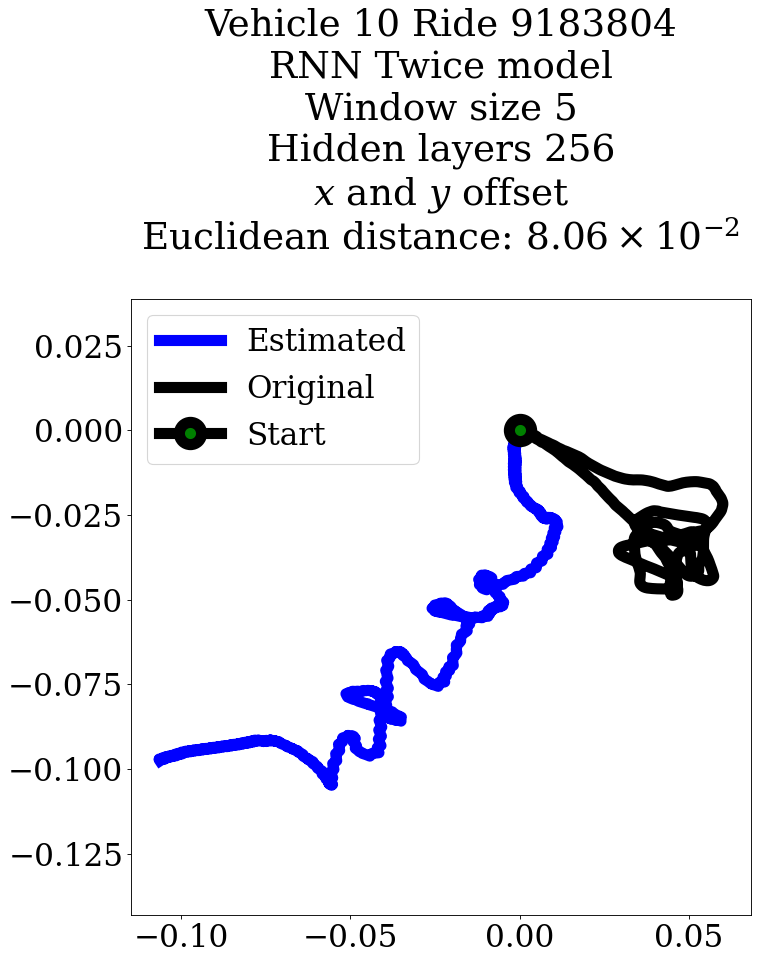 Vehicle 10 Ride 9183804
RNN Twice model
Window size 5
Hidden layers 256
x and y offset
Euclidean distance: 8.06 × 10⁻²
Estimated
Original
Start
0.025
0.000
−0.025
−0.050
−0.075
−0.100
−0.125
−0.10 −0.05 0.00 0.05